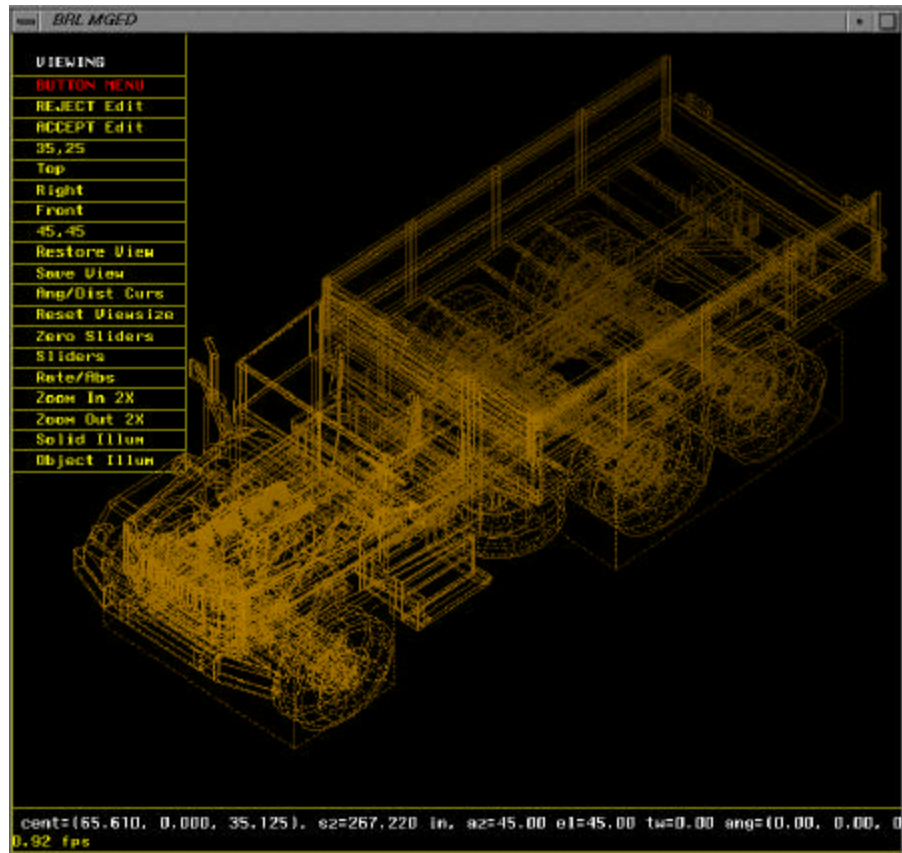 BRL MGED
VIEWING
BUTTON MENU
REJECT Edit
ACCEPT Edit
35,25
Top
Right
Front
45,45
Restore View
Save View
Ang/Dist Curs
Reset Viewsize
Zero Sliders
Sliders
Rate/Abs
Zoom In 2X
Zoom Out 2X
Solid Illum
Object Illum
cent=(65.610, 0.000, 35.125), sz=267.220 in, az=45.00 el=45.00 tw=0.00 ang=(0.00, 0.00, 0
0.92 fps